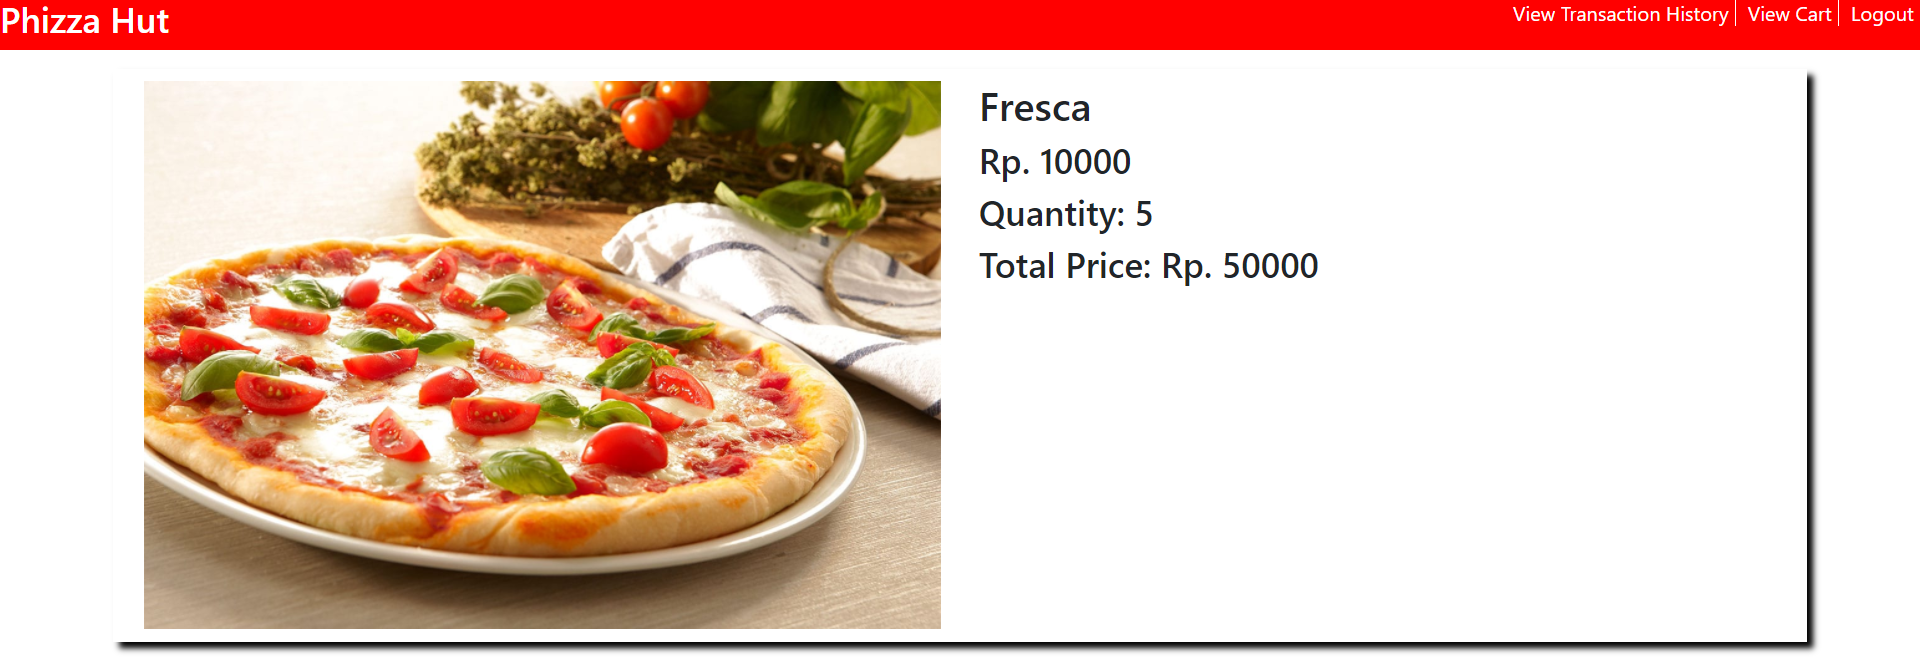 Phizza Hut
View Transaction History
View Cart
Logout
Fresca
Rp. 10000
Quantity: 5
Total Price: Rp. 50000